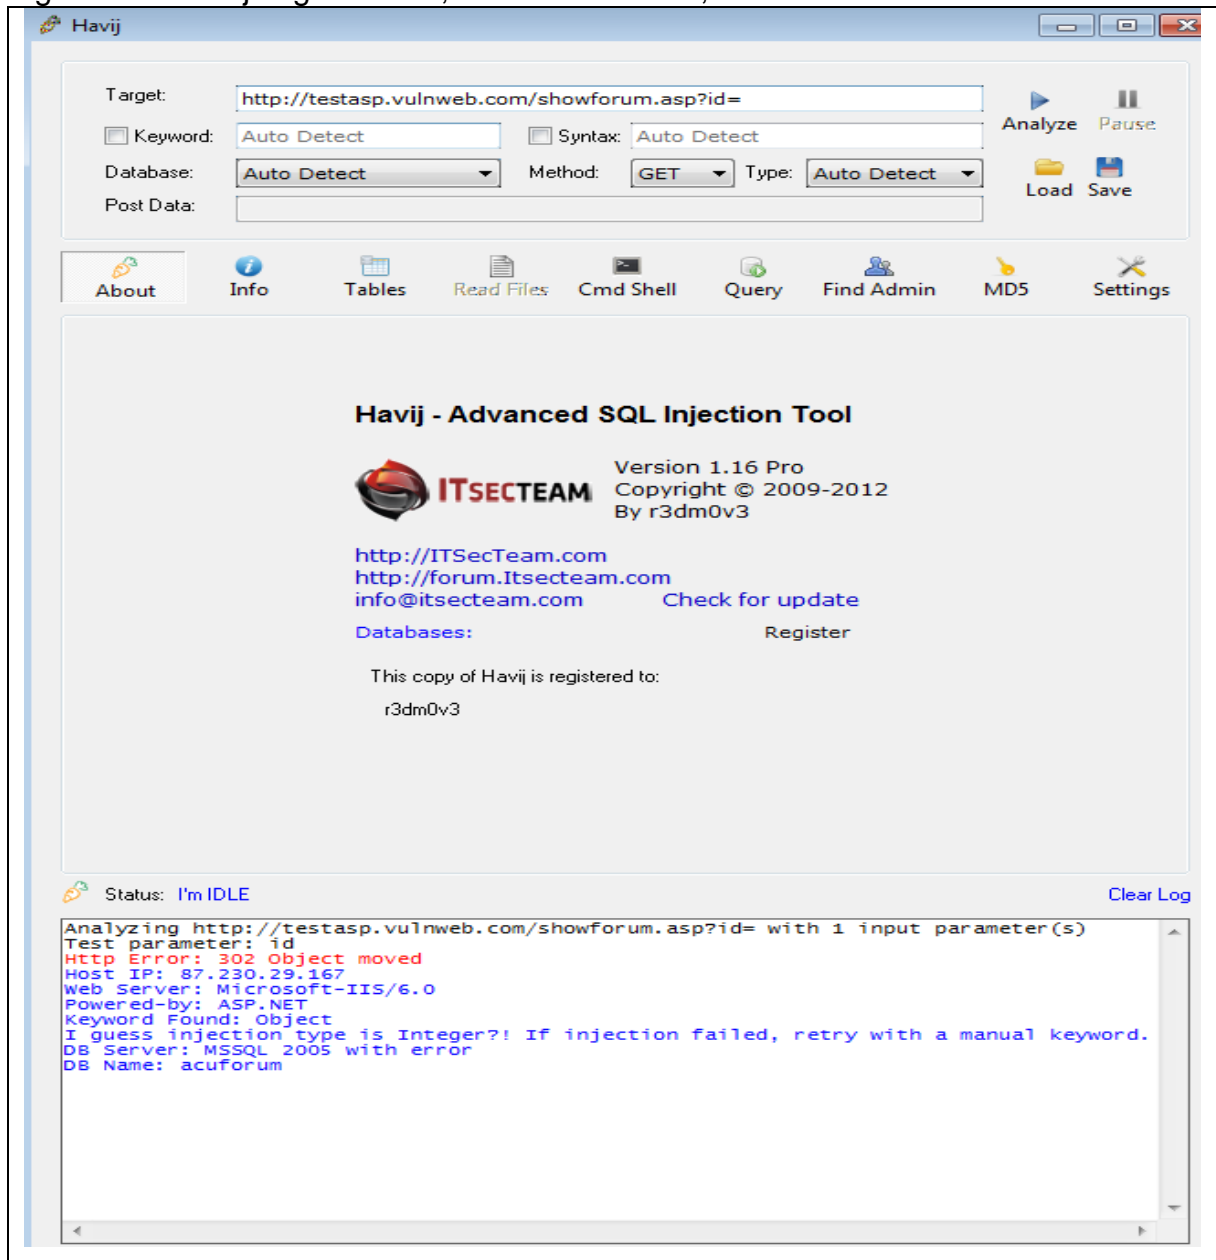 Havij
Target: http://testasp.vulnweb.com/showforum.asp?id=
Analyze Pause
Keyword: Auto Detect Syntax: Auto Detect
Database: Auto Detect Method: GET Type: Auto Detect
Load Save
Post Data:
About Info Tables Read Files Cmd Shell Query Find Admin MD5 Settings
Havij - Advanced SQL Injection Tool
ITSECTEAM
Version 1.16 Pro
Copyright © 2009-2012
By r3dm0v3
http://ITSecTeam.com
http://forum.Itsecteam.com
info@itsecteam.com Check for update
Databases: Register
This copy of Havij is registered to:
r3dm0v3
Status: I'm IDLE Clear Log
Analyzing http://testasp.vulnweb.com/showforum.asp?id= with 1 input parameter(s)
Test parameter: id
Http Error: 302 Object moved
Host IP: 87.230.29.167
Web Server: Microsoft-IIS/6.0
Powered-by: ASP.NET
Keyword Found: Object
I guess injection type is Integer?! If injection failed, retry with a manual keyword.
DB Server: MSSQL 2005 with error
DB Name: acuforum